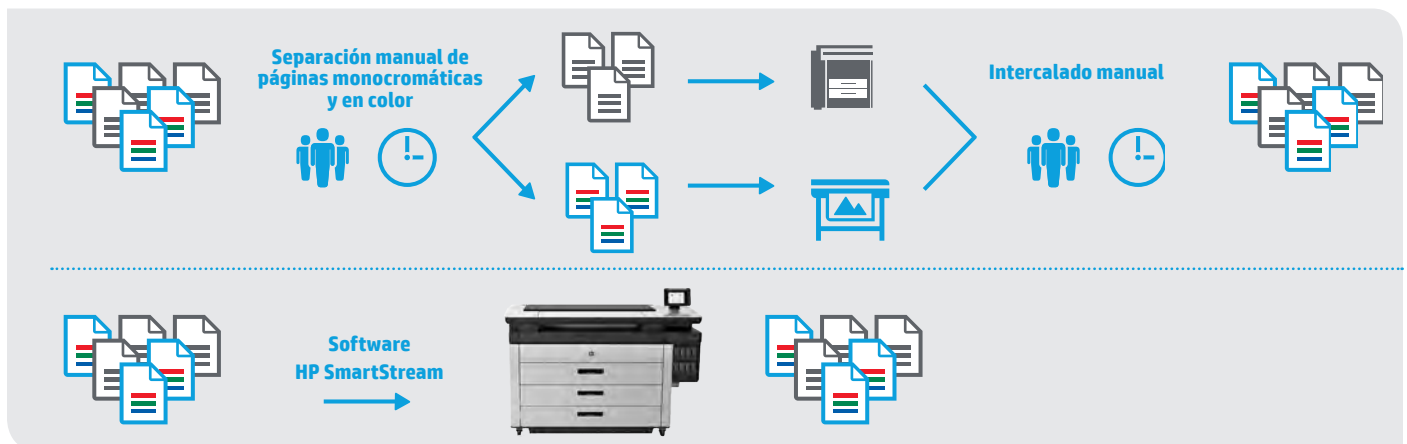 Separación manual de
páginas monocromáticas
y en color
Intercalado manual
Software
HP SmartStream